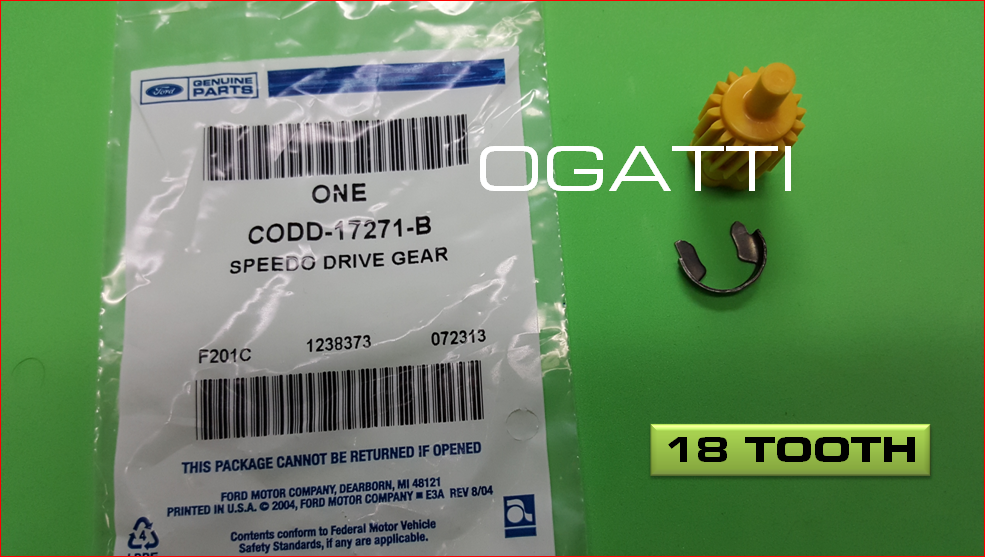 Ford
GENUINE
PARTS
ONE
CODD-17271-B
SPEEDO DRIVE GEAR
F201C 1238373 072313
THIS PACKAGE CANNOT BE RETURNED IF OPENED
FORD MOTOR COMPANY, DEARBORN, MI 48121
PRINTED IN U.S.A. © 2004, FORD MOTOR COMPANY ■ E3A REV 8/04
Contents conform to Federal Motor Vehicle
Safety Standards, if any are applicable.
4
LDPE
OGATTI
18 TOOTH